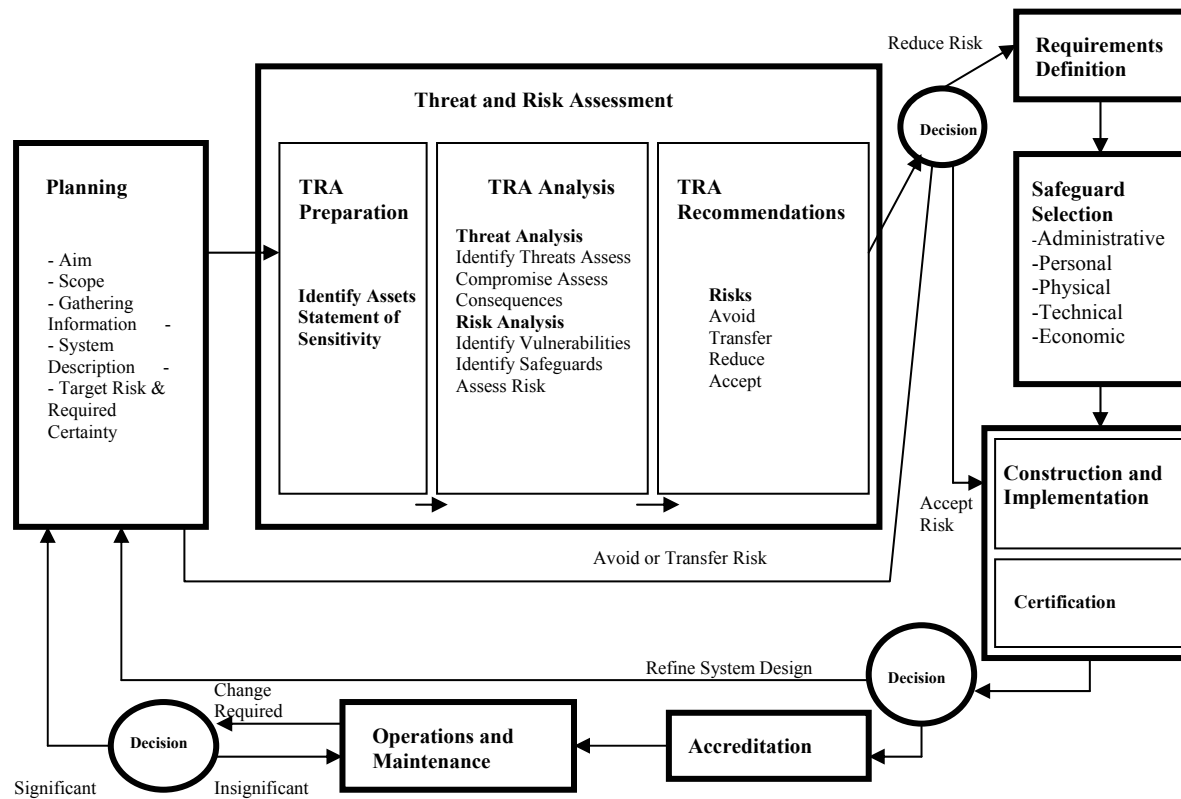 Reduce Risk
Requirements
Definition
Threat and Risk Assessment
Decision
Planning
- Aim
- Scope
- Gathering
Information -
- System
Description -
- Target Risk &
Required
Certainty
TRA
Preparation
Identify Assets
Statement of
Sensitivity
TRA Analysis
Threat Analysis
Identify Threats Assess
Compromise Assess
Consequences
Risk Analysis
Identify Vulnerabilities
Identify Safeguards
Assess Risk
TRA
Recommendations
Risks
Avoid
Transfer
Reduce
Accept
Safeguard
Selection
-Administrative
-Personal
-Physical
-Technical
-Economic
Construction and
Implementation
Accept
Risk
Avoid or Transfer Risk
Certification
Refine System Design
Decision
Change
Required
Decision
Operations and
Maintenance
Accreditation
Significant
Insignificant